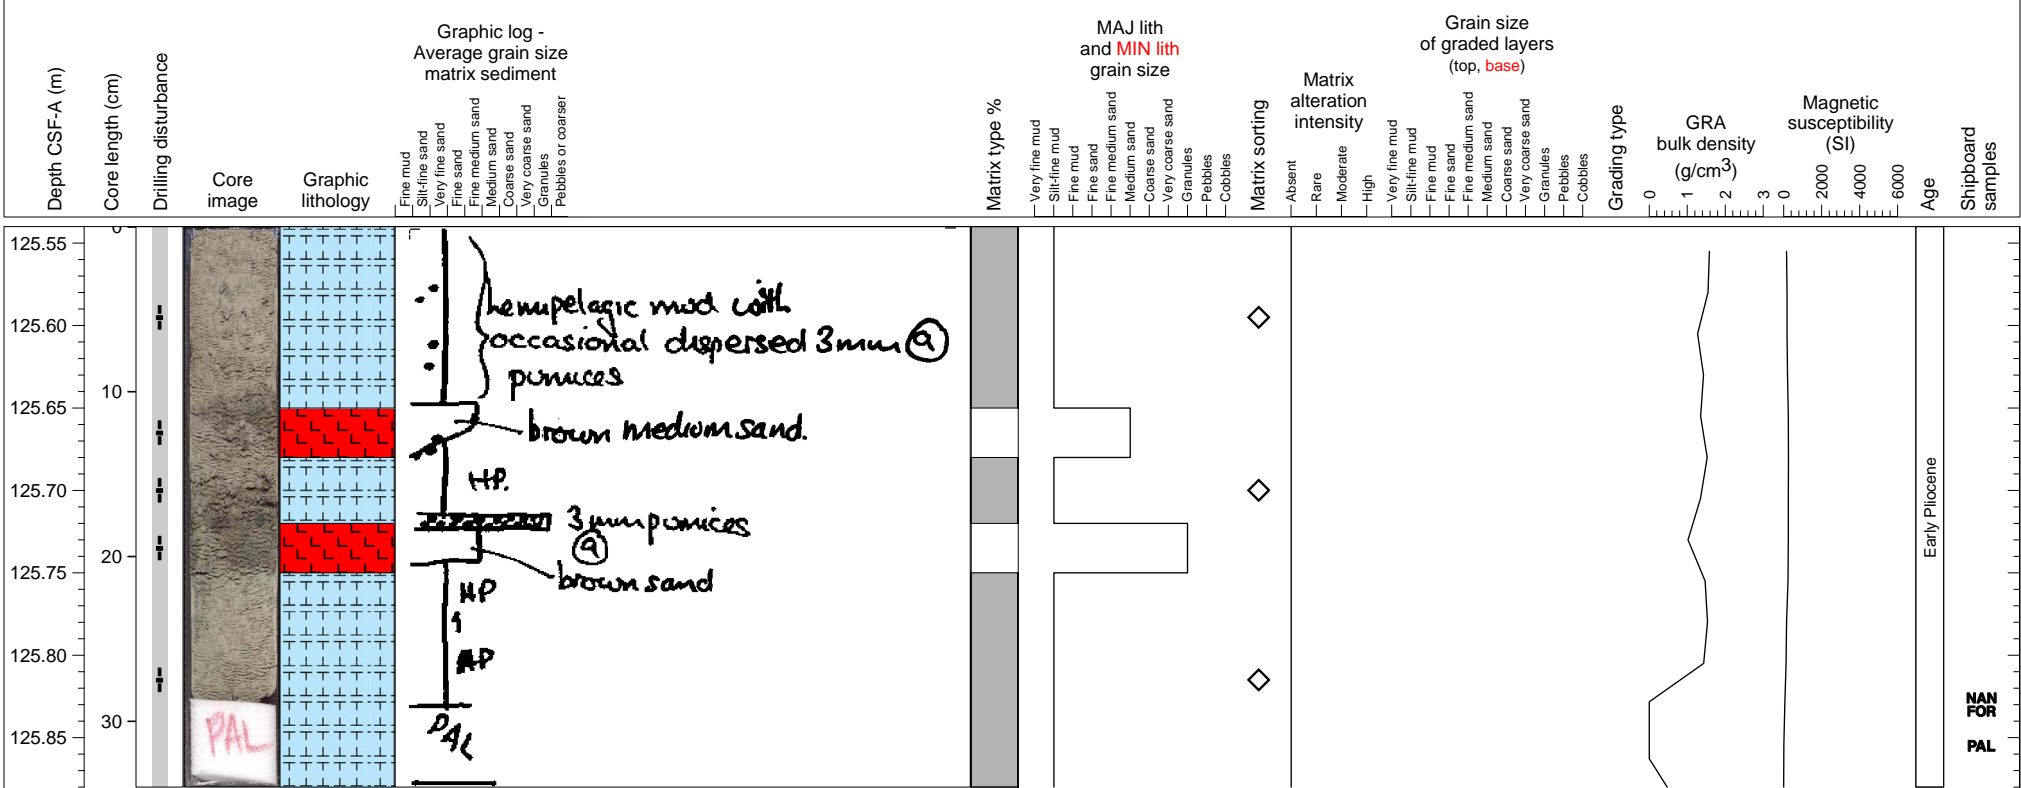 Graphic log -
Average grain size
matrix sediment
MAJ lith
and MIN lith
grain size
Grain size
of graded layers
(top, base)
Matrix
alteration
intensity
GRA
bulk density
(g/cm3)
Magnetic
susceptibility
(SI)
Depth CSF-A (m)
Core length (cm)
Drilling disturbance
Core
image
Graphic
lithology
Fine mud
Silt-fine sand
Very fine sand
Fine sand
Fine medium sand
Medium sand
Coarse sand
Very coarse sand
Granules
Pebbles or coarser
Matrix type %
Very fine mud
Silt-fine mud
Fine mud
Fine sand
Fine medium sand
Medium sand
Coarse sand
Very coarse sand
Granules
Pebbles
Cobbles
Matrix sorting
Absent
Rare
Moderate
High
Very fine mud
Silt-fine mud
Fine mud
Fine sand
Fine medium sand
Medium sand
Coarse sand
Very coarse sand
Granules
Pebbles
Cobbles
Grading type
0 1 2 3
0 2000 4000 6000
Age
Shipboard
samples
0
125.55
hemipelagic mud with
125.60
occasional dispersed 3mm a
pumices
10
125.65
brown medium sand.
HP.
125.70
3 mm pumices
a
20
125.75
brown sand
HP
HP
125.80
Early Pliocene
PAL
30
PAL
125.85
NAN
FOR
PAL